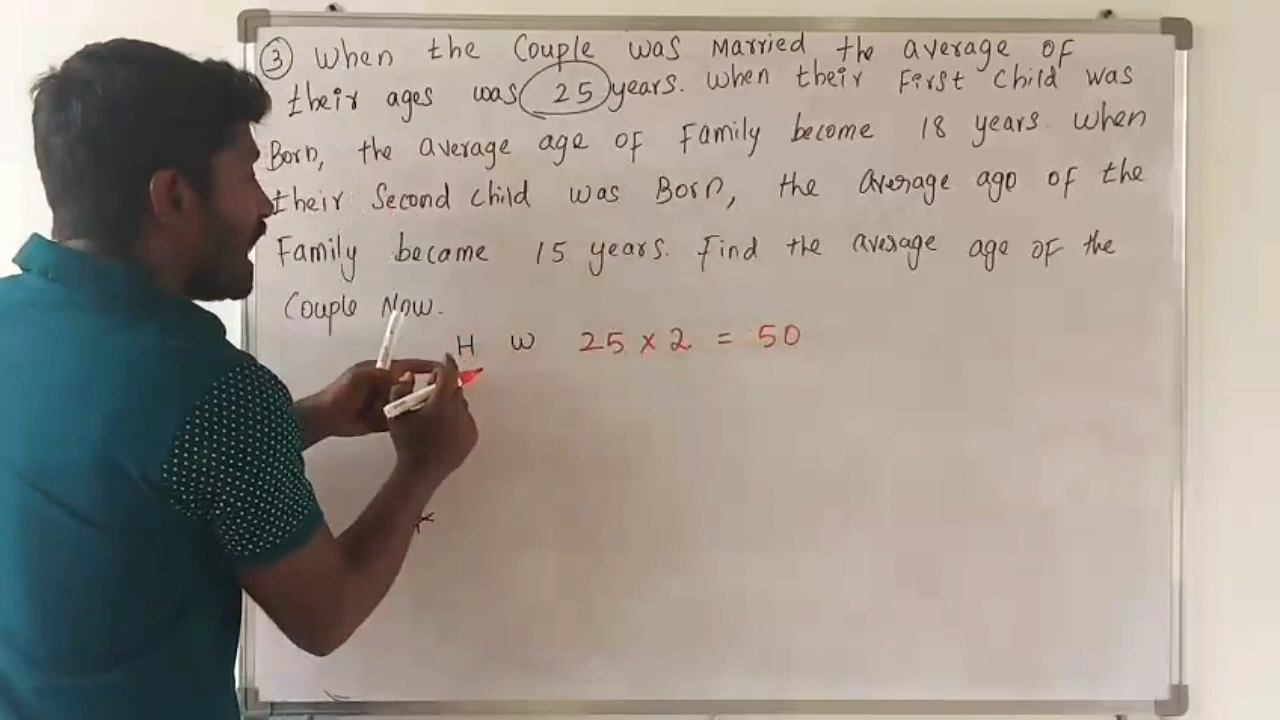 ③ When the Couple was Married the average of
their ages was 25 years. When their First Child was
Born, the average age of Family become 18 years. When
their Second child was Born, the average age of the
Family became 15 years. Find the average age of the
Couple Now.
H W 25 × 2 = 50